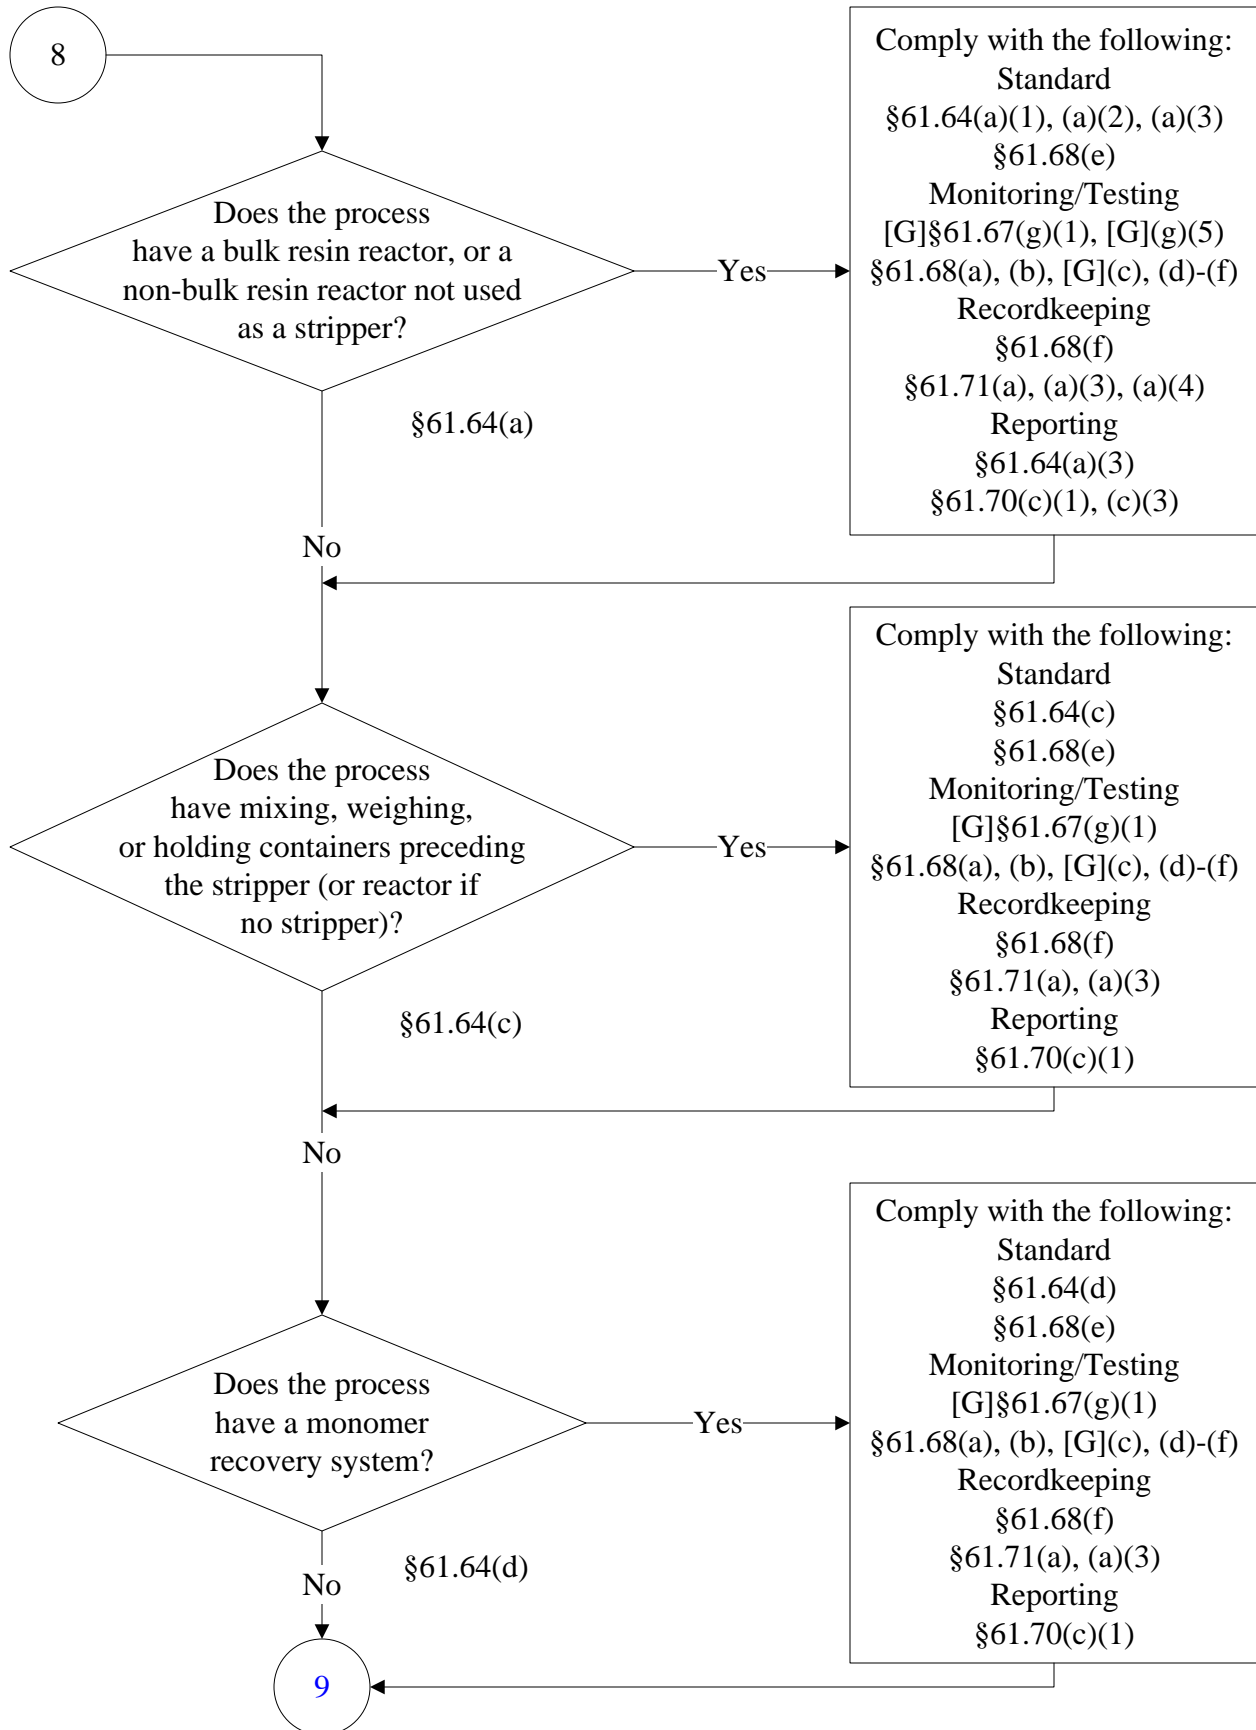 8
Does the process
have a bulk resin reactor, or a
non-bulk resin reactor not used
as a stripper?
Yes
Comply with the following:
Standard
§61.64(a)(1), (a)(2), (a)(3)
§61.68(e)
Monitoring/Testing
[G]§61.67(g)(1), [G](g)(5)
§61.68(a), (b), [G](c), (d)-(f)
Recordkeeping
§61.68(f)
§61.71(a), (a)(3), (a)(4)
Reporting
§61.64(a)(3)
§61.70(c)(1), (c)(3)
§61.64(a)
No
Does the process
have mixing, weighing,
or holding containers preceding
the stripper (or reactor if
no stripper)?
Yes
Comply with the following:
Standard
§61.64(c)
§61.68(e)
Monitoring/Testing
[G]§61.67(g)(1)
§61.68(a), (b), [G](c), (d)-(f)
Recordkeeping
§61.68(f)
§61.71(a), (a)(3)
Reporting
§61.70(c)(1)
§61.64(c)
No
Does the process
have a monomer
recovery system?
Yes
Comply with the following:
Standard
§61.64(d)
§61.68(e)
Monitoring/Testing
[G]§61.67(g)(1)
§61.68(a), (b), [G](c), (d)-(f)
Recordkeeping
§61.68(f)
§61.71(a), (a)(3)
Reporting
§61.70(c)(1)
§61.64(d)
No
9